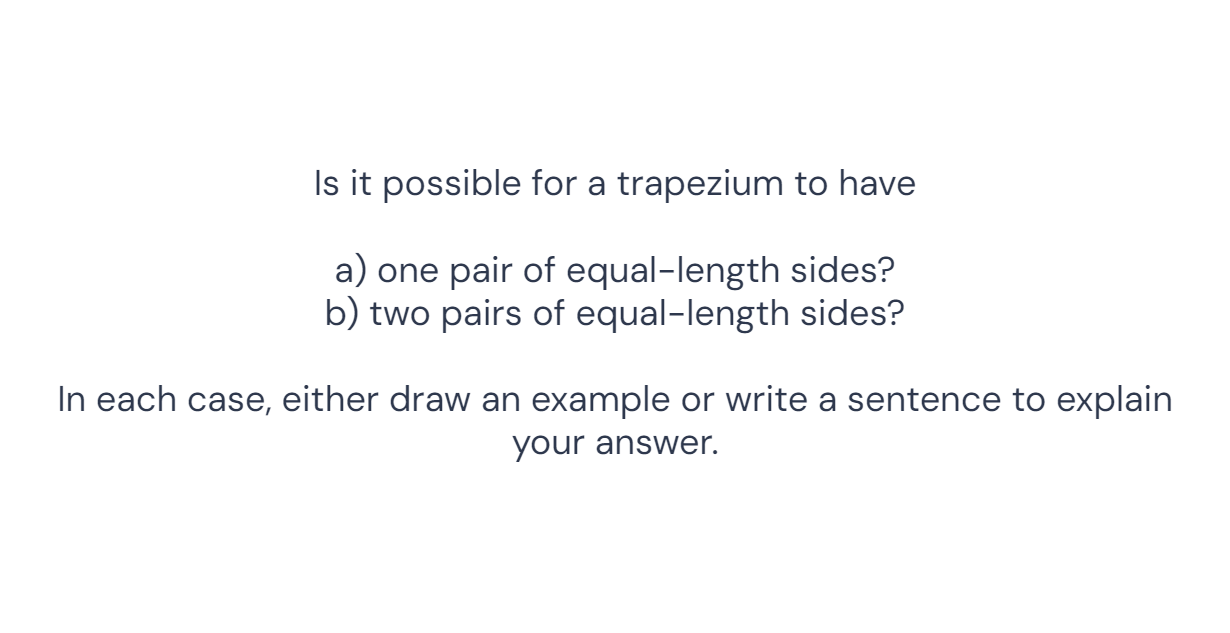 Is it possible for a trapezium to have
a) one pair of equal-length sides?
b) two pairs of equal-length sides?
In each case, either draw an example or write a sentence to explain
your answer.